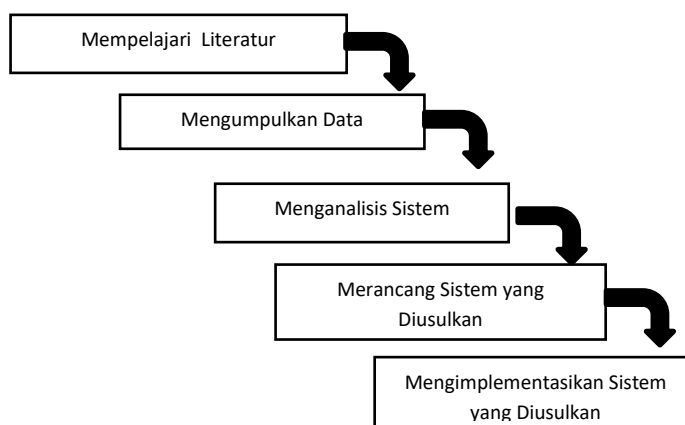 Mempelajari Literatur
Mengumpulkan Data
Menganalisis Sistem
Merancang Sistem yang
Diusulkan
Mengimplementasikan Sistem
yang Diusulkan